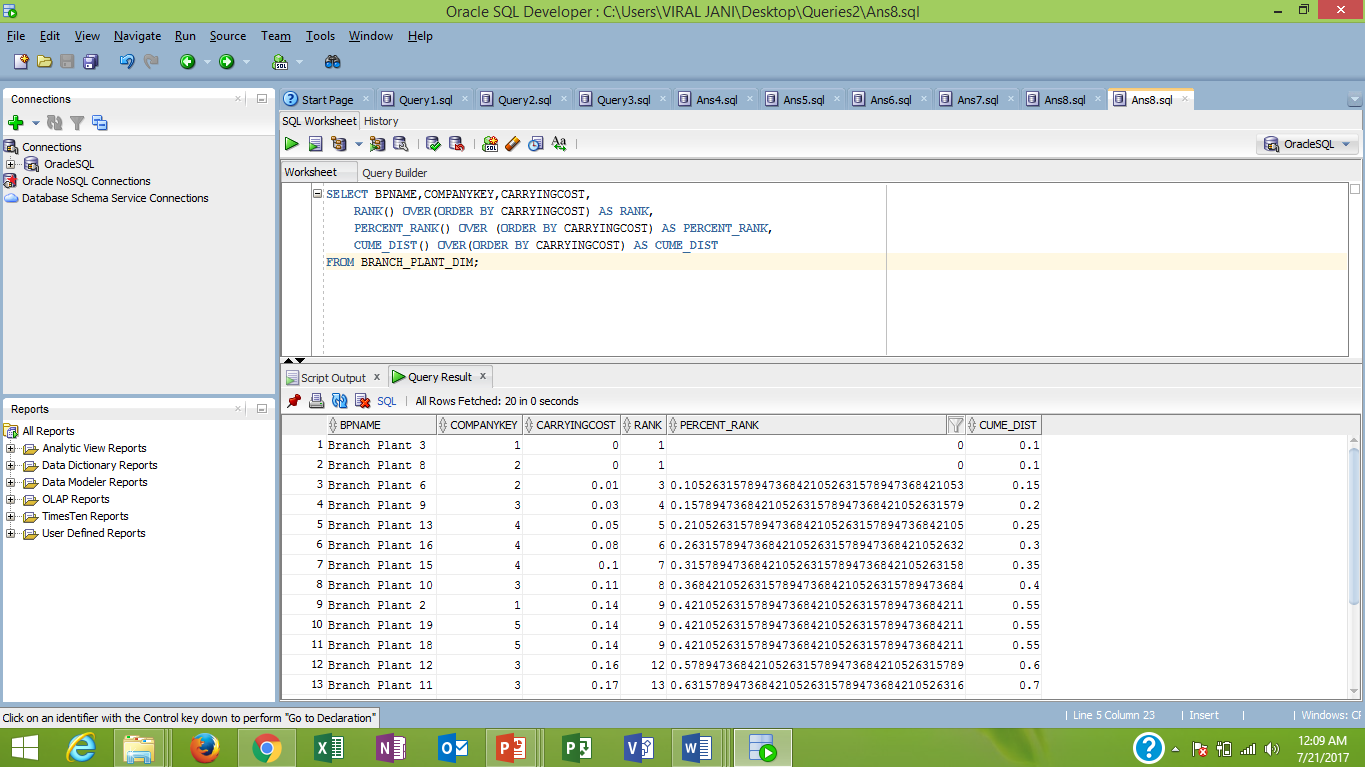 Oracle SQL Developer : C:\Users\VIRAL JANI\Desktop\Queries2\Ans8.sql
File Edit View Navigate Run Source Team Tools Window Help
Connections
Connections
OracleSQL
Oracle NoSQL Connections
Database Schema Service Connections
Reports
All Reports
Analytic View Reports
Data Dictionary Reports
Data Modeler Reports
OLAP Reports
TimesTen Reports
User Defined Reports
Start Page Query1.sql Query2.sql Query3.sql Ans4.sql Ans5.sql Ans6.sql Ans7.sql Ans8.sql Ans8.sql
SQL Worksheet History
OracleSQL
Worksheet Query Builder
SELECT BPNAME,COMPANYKEY,CARRYINGCOST,
RANK() OVER(ORDER BY CARRYINGCOST) AS RANK,
PERCENT_RANK() OVER (ORDER BY CARRYINGCOST) AS PERCENT_RANK,
CUME_DIST() OVER(ORDER BY CARRYINGCOST) AS CUME_DIST
FROM BRANCH_PLANT_DIM;
Script Output x Query Result x
SQL | All Rows Fetched: 20 in 0 seconds
BPNAME COMPANYKEY CARRYINGCOST RANK PERCENT_RANK CUME_DIST
1 Branch Plant 3 1 0 1 0 0.1
2 Branch Plant 8 2 0 1 0 0.1
3 Branch Plant 6 2 0.01 3 0.1052631578947368421052631578947368421053 0.15
4 Branch Plant 9 3 0.03 4 0.1578947368421052631578947368421052631579 0.2
5 Branch Plant 13 4 0.05 5 0.2105263157894736842105263157894736842105 0.25
6 Branch Plant 16 4 0.08 6 0.2631578947368421052631578947368421052632 0.3
7 Branch Plant 15 4 0.1 7 0.3157894736842105263157894736842105263158 0.35
8 Branch Plant 10 3 0.11 8 0.3684210526315789473684210526315789473684 0.4
9 Branch Plant 2 1 0.14 9 0.4210526315789473684210526315789473684211 0.55
10 Branch Plant 19 5 0.14 9 0.4210526315789473684210526315789473684211 0.55
11 Branch Plant 18 5 0.14 9 0.4210526315789473684210526315789473684211 0.55
12 Branch Plant 12 3 0.16 12 0.5789473684210526315789473684210526315789 0.6
13 Branch Plant 11 3 0.17 13 0.6315789473684210526315789473684210526316 0.7
Click on an identifier with the Control key down to perform "Go to Declaration"
Line 5 Column 23 | Insert | Windows: CF
12:09 AM
7/21/2017